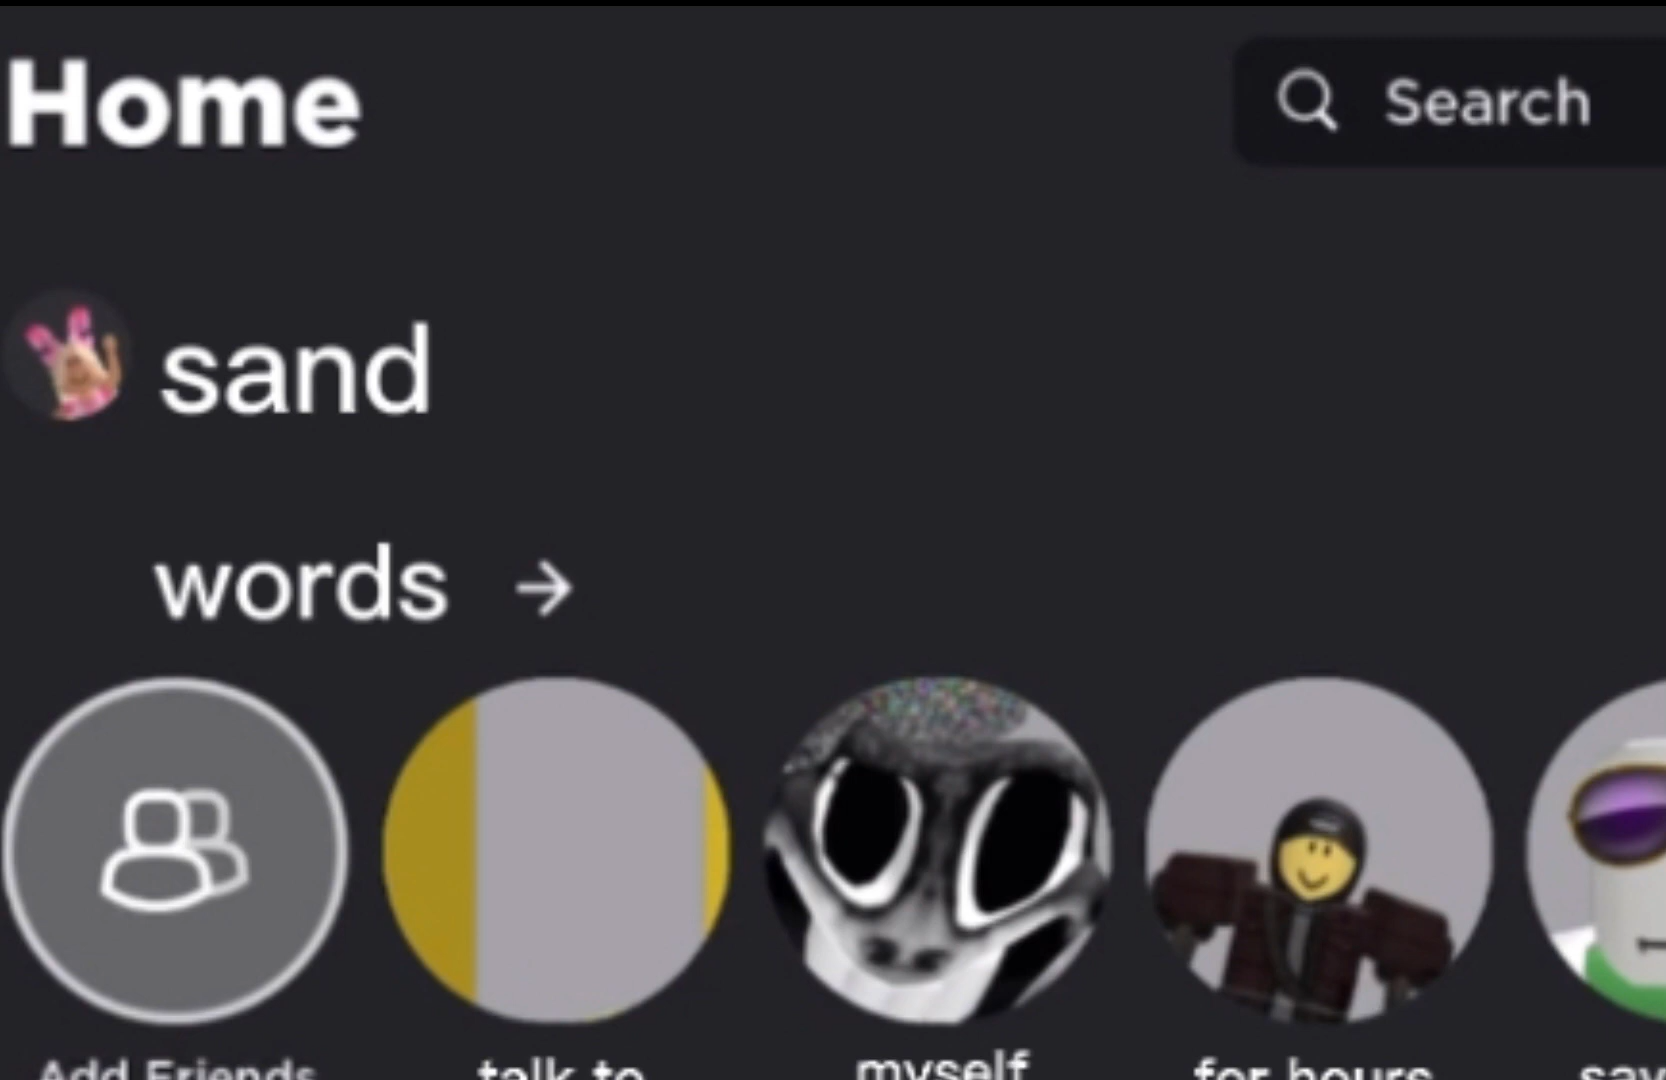 Home
Search
sand
words →
Add Friends
talk to
myself
for hours